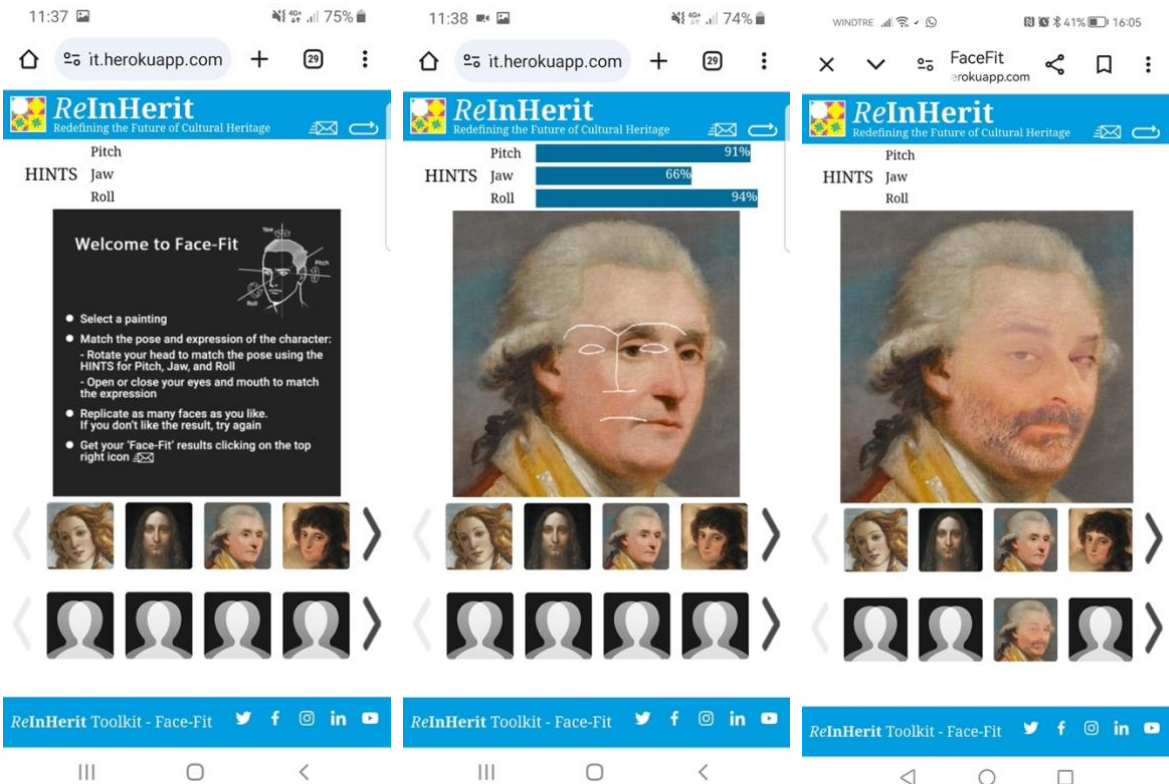 11:37
75%
it.herokuapp.com
29
ReInHerit
Redefining the Future of Cultural Heritage
Pitch
HINTS Jaw
Roll
Welcome to Face-Fit
Yaw
Pitch
Roll
Select a painting
Match the pose and expression of the character:
- Rotate your head to match the pose using the
HINTS for Pitch, Jaw, and Roll
- Open or close your eyes and mouth to match
the expression
Replicate as many faces as you like.
If you don't like the result, try again
Get your 'Face-Fit' results clicking on the top
right icon
ReInHerit Toolkit - Face-Fit
11:38
74%
it.herokuapp.com
29
ReInHerit
Redefining the Future of Cultural Heritage
Pitch 91%
HINTS Jaw 66%
Roll 94%
ReInHerit Toolkit - Face-Fit
WINDTRE 41% 16:05
FaceFit
erokuapp.com
ReInHerit
Redefining the Future of Cultural Heritage
Pitch
HINTS Jaw
Roll
ReInHerit Toolkit - Face-Fit